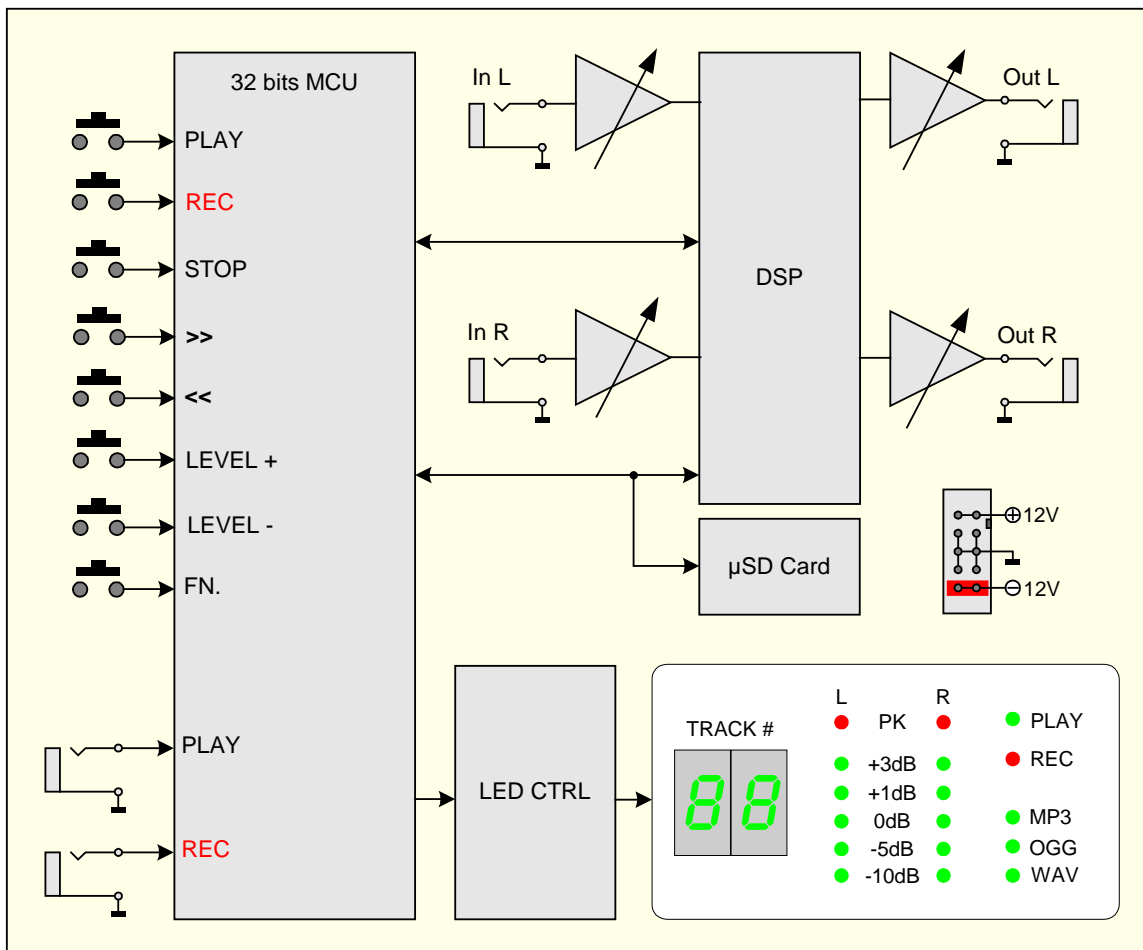 32 bits MCU
PLAY
REC
STOP
>>
<<
LEVEL +
LEVEL -
FN.
PLAY
REC
In L
Out L
DSP
In R
Out R
µSD Card
+ 12V
− 12V
LED CTRL
TRACK #
88
L R
PK
+3dB
+1dB
0dB
-5dB
-10dB
PLAY
REC
MP3
OGG
WAV